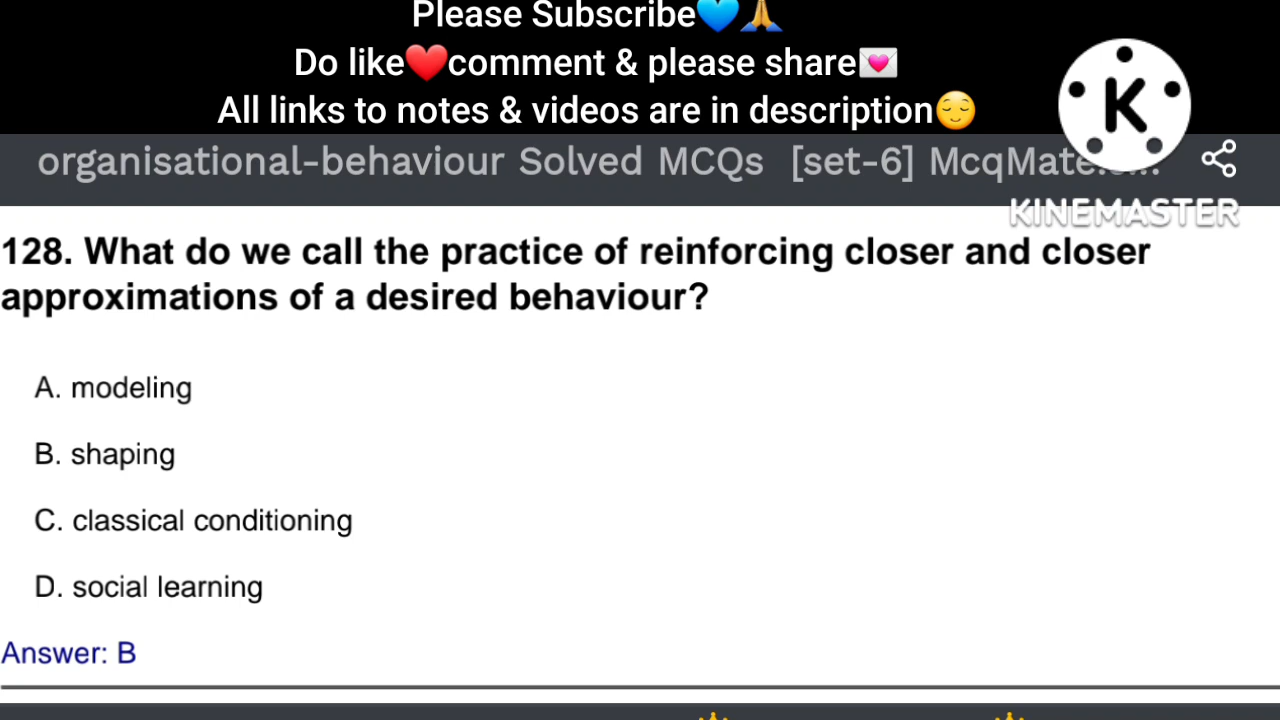 Please Subscribe💙🙏
Do like❤️comment & please share💌
All links to notes & videos are in description😌
K
organisational-behaviour Solved MCQs [set-6]
KINEMASTER
128. What do we call the practice of reinforcing closer and closer
approximations of a desired behaviour?
A. modeling
B. shaping
C. classical conditioning
D. social learning
Answer: B